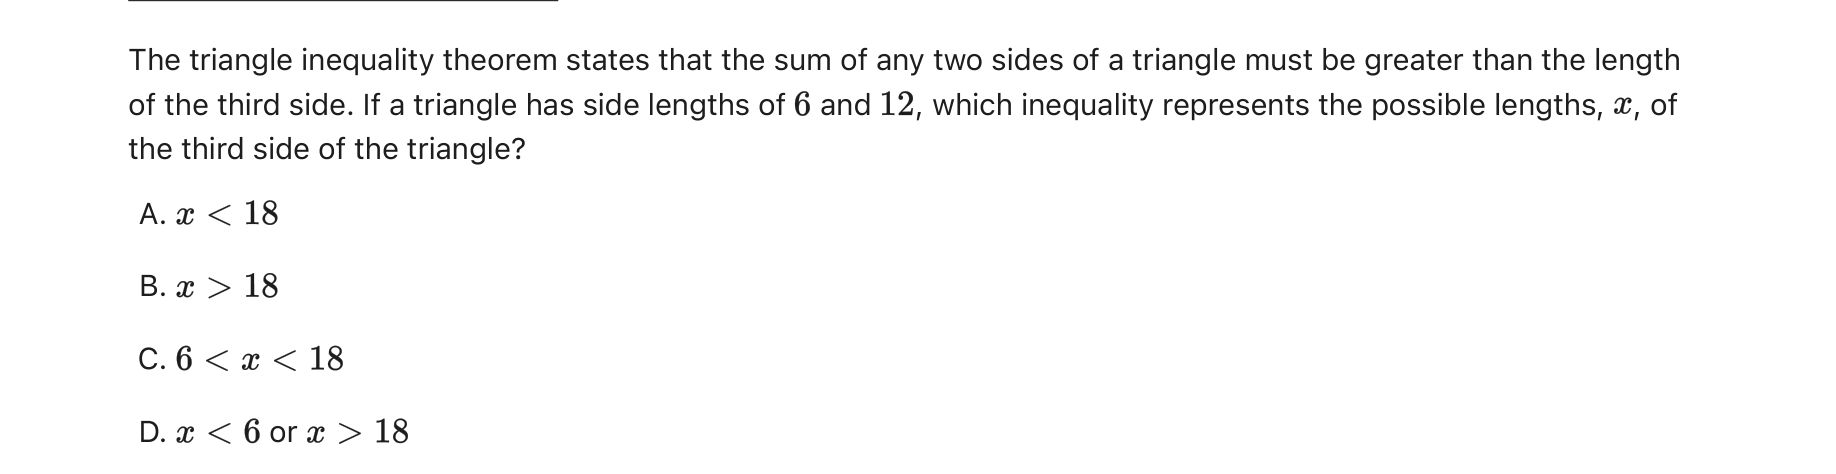 The triangle inequality theorem states that the sum of any two sides of a triangle must be greater than the length
of the third side. If a triangle has side lengths of 6 and 12, which inequality represents the possible lengths, x, of
the third side of the triangle?
A. x < 18
B. x > 18
C. 6 < x < 18
D. x < 6 or x > 18